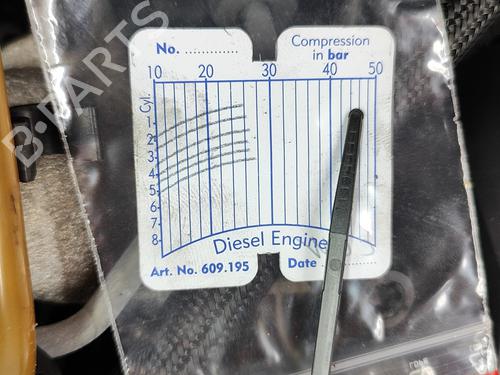 B-PARTS
No. ..............
Compression
in bar
10 20 30 40 50
Cyl.
1
2
3
4
5
6
7
8
Diesel Engine
Art. No. 609.195
Date